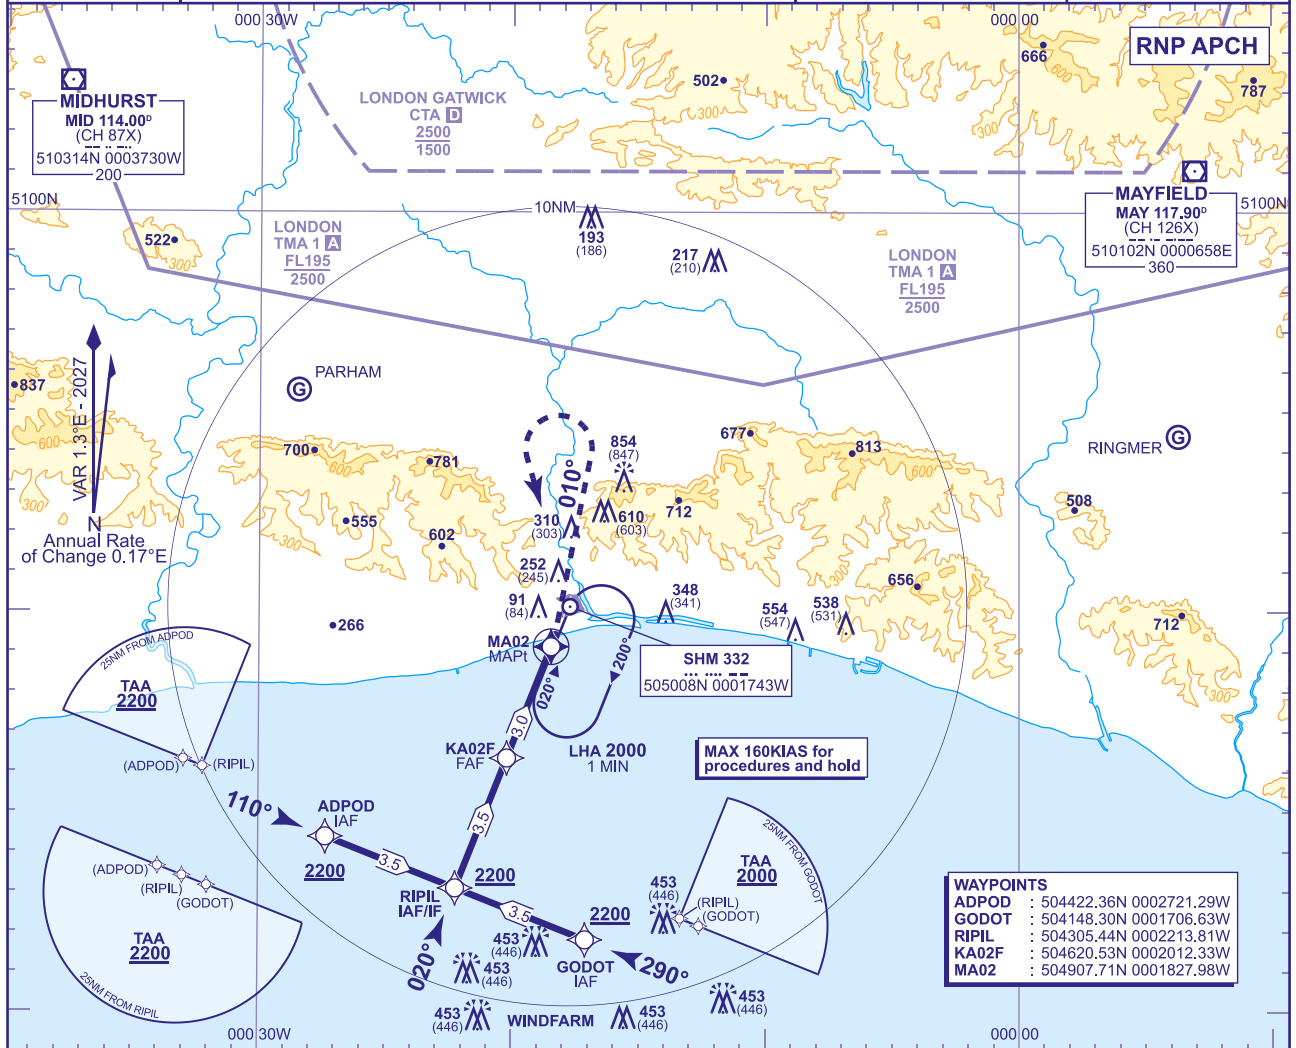 000 30W
000 00
RNP APCH
MIDHURST
MID 114.00ᴰ
(CH 87X)
510314N 0003730W
200
LONDON GATWICK
CTA D
2500
1500
502
300
666
600
787
300
300
MAYFIELD
MAY 117.90ᴰ
(CH 126X)
510102N 0000658E
360
5100N
5100N
10NM
522
300
LONDON
TMA 1 A
FL195
2500
193
(186)
217
(210)
LONDON
TMA 1 A
FL195
2500
VAR 1.3°E - 2027
N
Annual Rate
of Change 0.17°E
837
600
300
G
PARHAM
RINGMER
G
700
600
781
555
300
602
266
854
(847)
610
(603)
010°
310
(303)
252
(245)
91
(84)
677
712
813
600
508
656
300
348
(341)
554
(547)
538
(531)
712
300
MA02
MAPt
020°
200°
SHM 332
505008N 0001743W
LHA 2000
1 MIN
MAX 160KIAS for
procedures and hold
25NM FROM ADPOD
TAA
2200
(ADPOD)
(RIPIL)
KA02F
FAF
3.0
3.5
110°
ADPOD
IAF
2200
3.5
RIPIL
IAF/IF
2200
3.5
2200
GODOT
IAF
020°
290°
(ADPOD)
(RIPIL)
(GODOT)
TAA
2200
25NM FROM RIPIL
25NM FROM GODOT
TAA
2000
(RIPIL)
(GODOT)
453
(446)
453
(446)
453
(446)
453
(446)
453
(446)
453
(446)
WINDFARM
WAYPOINTS
ADPOD : 504422.36N 0002721.29W
GODOT : 504148.30N 0001706.63W
RIPIL : 504305.44N 0002213.81W
KA02F : 504620.53N 0002012.33W
MA02 : 504907.71N 0001827.98W
000 30W
000 00